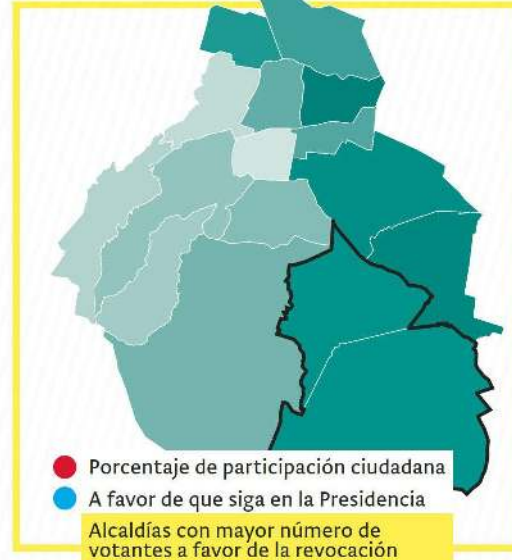 Porcentaje de participación ciudadana
A favor de que siga en la Presidencia
Alcaldías con mayor número de
votantes a favor de la revocación